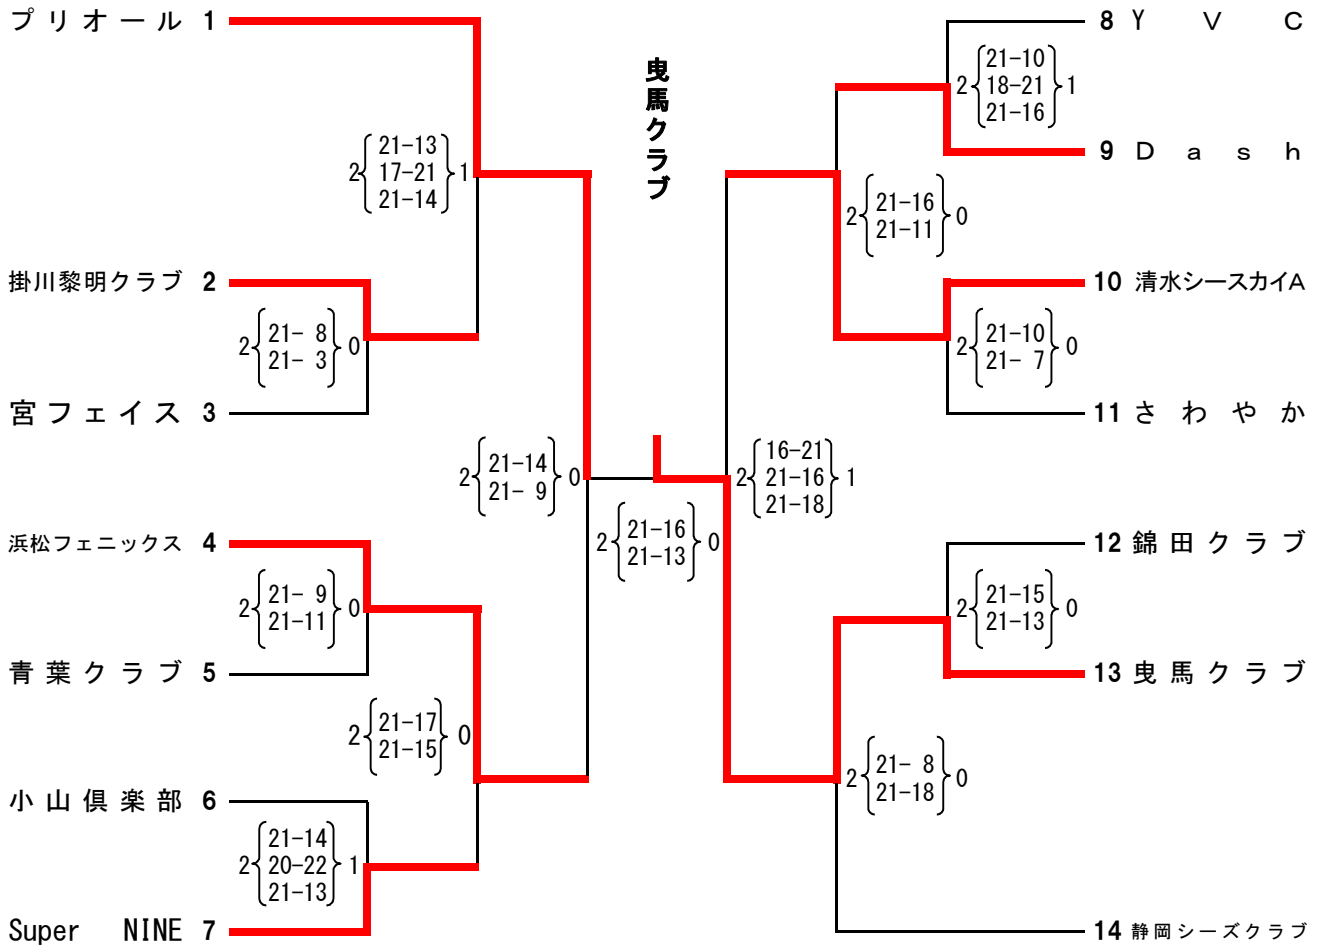 プリオール 1
2 21-13 1
17-21
21-14
掛川黎明クラブ 2
2 21- 8 0
21- 3
宮フェイス 3
2 21-14 0
21- 9
浜松フェニックス 4
2 21- 9 0
21-11
青葉クラブ 5
2 21-17 0
21-15
小山倶楽部 6
2 21-14 1
20-22
21-13
Super NINE 7
曳馬クラブ
2 21-16 0
21-13
8 YVC
2 21-10 1
18-21
21-16
9 Dash
2 21-16 0
21-11
10 清水シースカイA
2 21-10 0
21- 7
11 さわやか
2 16-21 1
21-16
21-18
12 錦田クラブ
2 21-15 0
21-13
13 曳馬クラブ
2 21- 8 0
21-18
14 静岡シーズクラブ